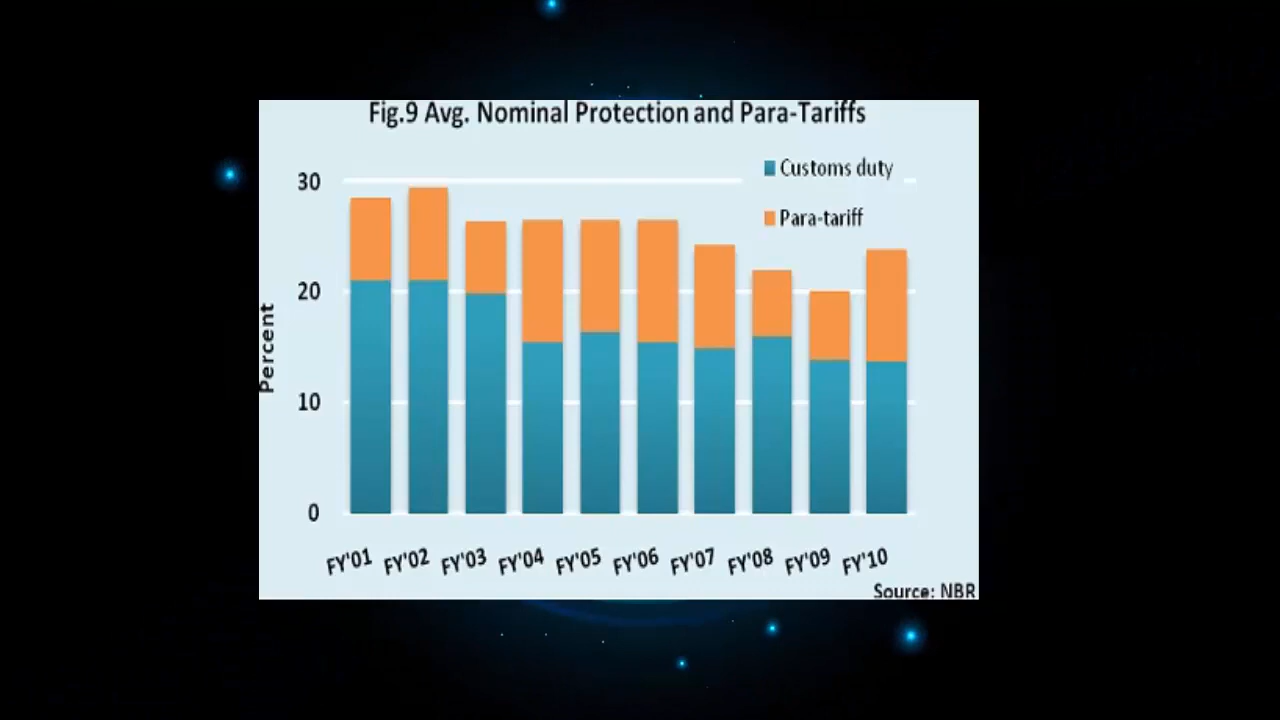 Fig.9 Avg. Nominal Protection and Para-Tariffs
Customs duty
Para-tariff
30
20
10
0
Percent
FY'01 FY'02 FY'03 FY'04 FY'05 FY'06 FY'07 FY'08 FY'09 FY'10
Source: NBR